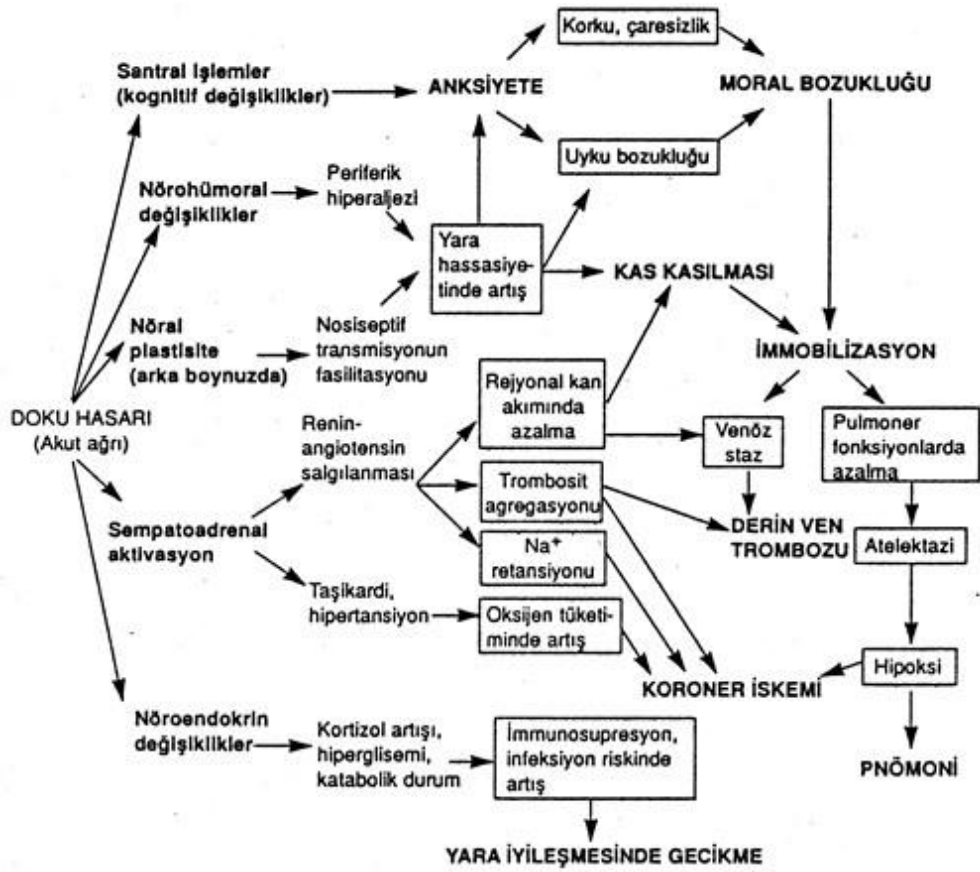 Korku, çaresizlik
Santral işlemler
(kognitif değişiklikler)
ANKSİYETE
MORAL BOZUKLUĞU
Uyku bozukluğu
Nörohümoral
değişiklikler
Periferik
hiperaljezi
Yara
hassasiye-
tinde artış
KAS KASILMASI
Nöral
plastisite
(arka boynuzda)
Nosiseptif
transmisyonun
fasilitasyonu
İMMOBILIZASYON
DOKU HASARI
(Akut ağrı)
Renin-
angiotensin
salgılanması
Rejyonal kan
akımında
azalma
Venöz
staz
Pulmoner
fonksiyonlarda
azalma
Trombosit
agregasyonu
DERİN VEN
TROMBOZU
Atelektazi
Sempatoadrenal
aktivasyon
Na+
retansiyonu
Taşikardi,
hipertansiyon
Oksijen tüketi-
minde artış
Hipoksi
KORONER İSKEMİ
Nöroendokrin
değişiklikler
Kortizol artışı,
hiperglisemi,
katabolik durum
İmmunosupresyon,
infeksiyon riskinde
artış
PNÖMONİ
YARA İYİLEŞMESİNDE GECİKME